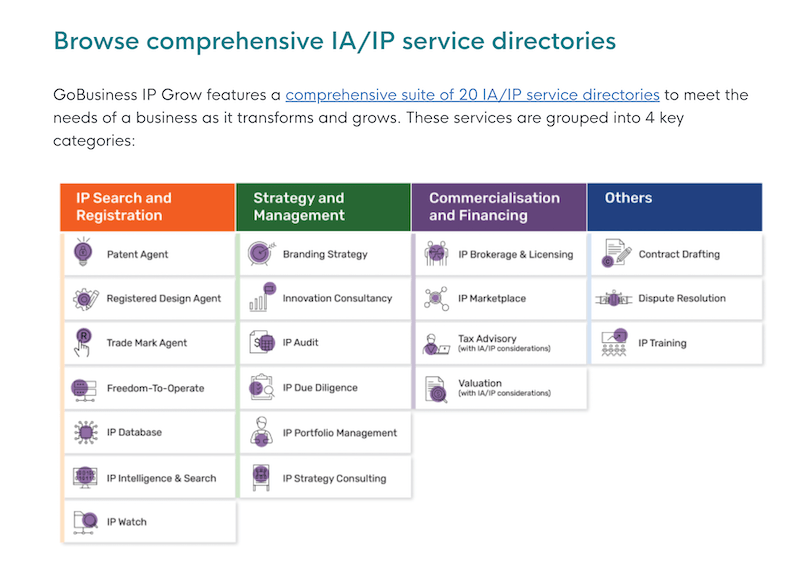 Browse comprehensive IA/IP service directories
GoBusiness IP Grow features a comprehensive suite of 20 IA/IP service directories to meet the
needs of a business as it transforms and grows. These services are grouped into 4 key
categories:
IP Search and
Registration
Patent Agent
Registered Design Agent
Trade Mark Agent
Freedom-To-Operate
IP Database
IP Intelligence & Search
IP Watch
Strategy and
Management
Branding Strategy
Innovation Consultancy
IP Audit
IP Due Diligence
IP Portfolio Management
IP Strategy Consulting
Commercialisation
and Financing
IP Brokerage & Licensing
IP Marketplace
Tax Advisory
(with IA/IP considerations)
Valuation
(with IA/IP considerations)
Others
Contract Drafting
Dispute Resolution
IP Training